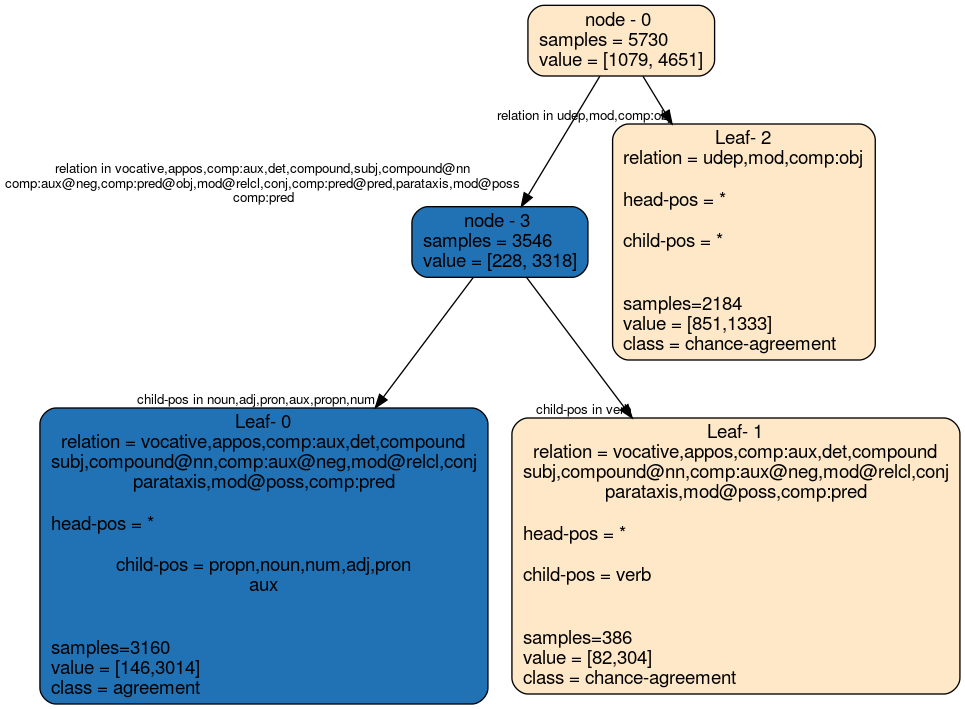 node - 0
samples = 5730
value = [1079, 4651]
relation in udep,mod,comp:obj
Leaf- 2
relation = udep,mod,comp:obj
head-pos = *
child-pos = *
samples=2184
value = [851,1333]
class = chance-agreement
relation in vocative,appos,comp:aux,det,compound,subj,compound@nn
comp:aux@neg,comp:pred@obj,mod@relcl,conj,comp:pred@pred,parataxis,mod@poss
comp:pred
node - 3
samples = 3546
value = [228, 3318]
child-pos in noun,adj,pron,aux,propn,num
Leaf- 0
relation = vocative,appos,comp:aux,det,compound
subj,compound@nn,comp:aux@neg,mod@relcl,conj
parataxis,mod@poss,comp:pred
head-pos = *
child-pos = propn,noun,num,adj,pron
aux
samples=3160
value = [146,3014]
class = agreement
child-pos in verb
Leaf- 1
relation = vocative,appos,comp:aux,det,compound
subj,compound@nn,comp:aux@neg,mod@relcl,conj
parataxis,mod@poss,comp:pred
head-pos = *
child-pos = verb
samples=386
value = [82,304]
class = chance-agreement